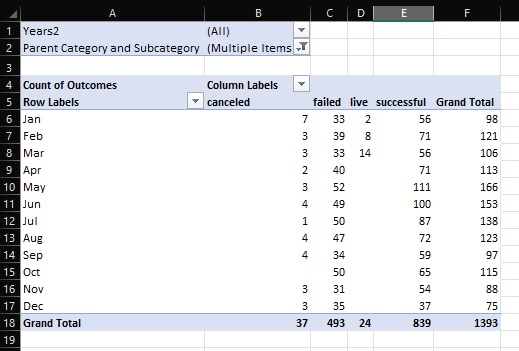 A B C D E F
1 Years2 (All)
2 Parent Category and Subcategory (Multiple Items
3
4 Count of Outcomes Column Labels
5 Row Labels canceled failed live successful Grand Total
6 Jan 7 33 2 56 98
7 Feb 3 39 8 71 121
8 Mar 3 33 14 56 106
9 Apr 2 40 71 113
10 May 3 52 111 166
11 Jun 4 49 100 153
12 Jul 1 50 87 138
13 Aug 4 47 72 123
14 Sep 4 34 59 97
15 Oct 50 65 115
16 Nov 3 31 54 88
17 Dec 3 35 37 75
18 Grand Total 37 493 24 839 1393
19